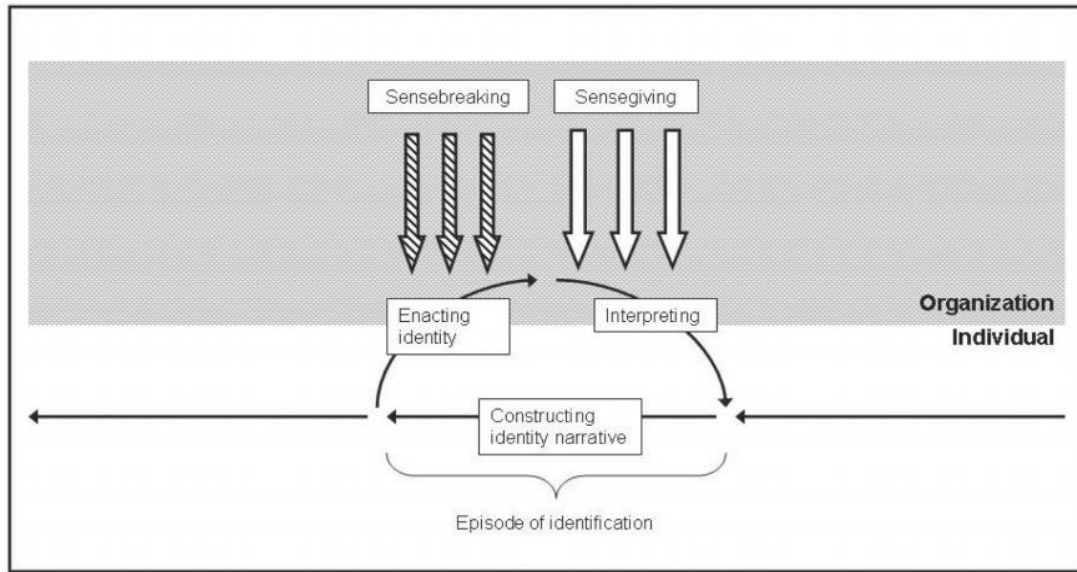 Sensebreaking
Sensegiving
Enacting
identity
Interpreting
Organization
Individual
Constructing
identity narrative
Episode of identification